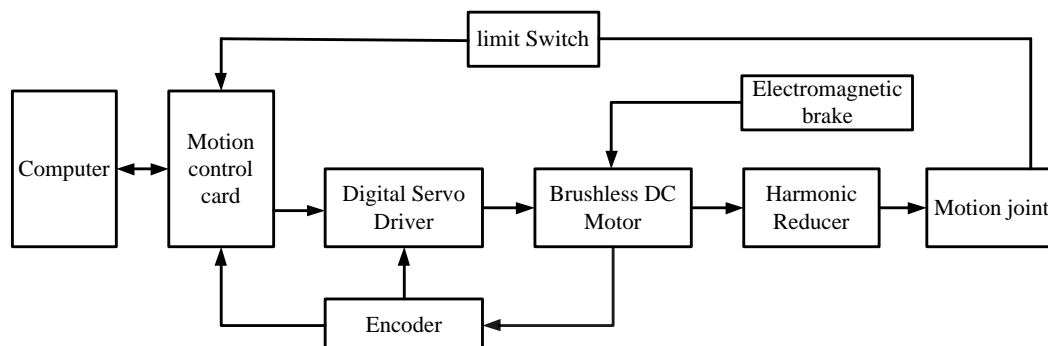 limit Switch
Electromagnetic
brake
Computer
Motion
control
card
Digital Servo
Driver
Brushless DC
Motor
Harmonic
Reducer
Motion joint
Encoder